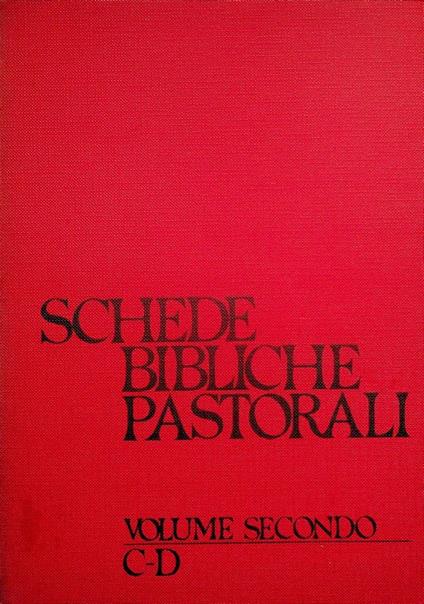 SCHEDE
BIBLICHE
PASTORALI
VOLUME SECONDO
C-D